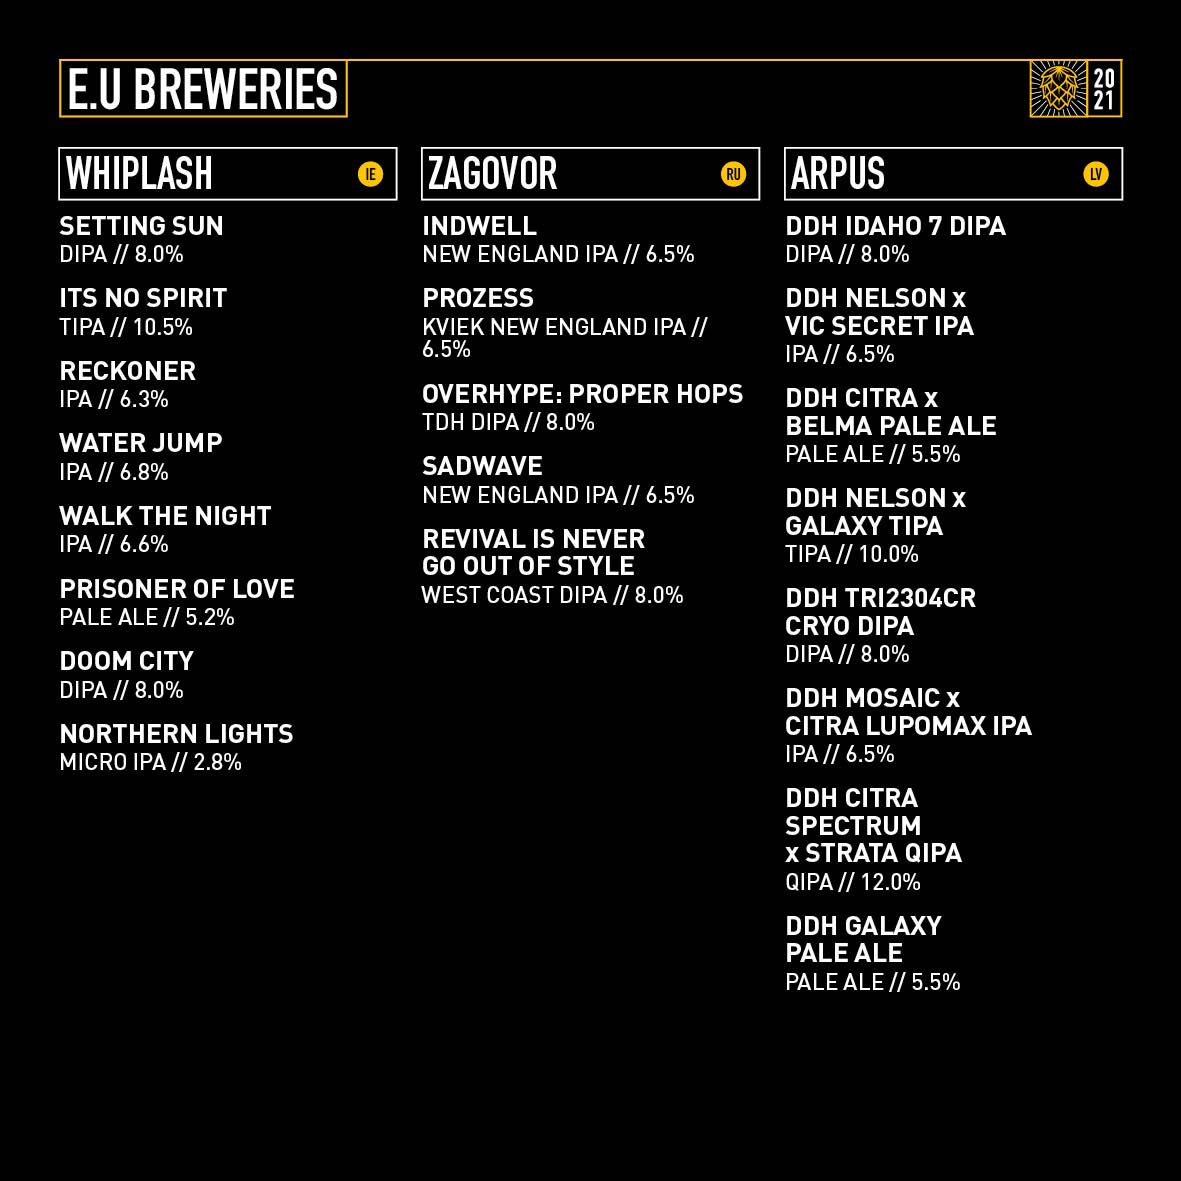 E.U BREWERIES
20
21
WHIPLASH
IE
SETTING SUN
DIPA // 8.0%
ITS NO SPIRIT
TIPA // 10.5%
RECKONER
IPA // 6.3%
WATER JUMP
IPA // 6.8%
WALK THE NIGHT
IPA // 6.6%
PRISONER OF LOVE
PALE ALE // 5.2%
DOOM CITY
DIPA // 8.0%
NORTHERN LIGHTS
MICRO IPA // 2.8%
ZAGOVOR
RU
INDWELL
NEW ENGLAND IPA // 6.5%
PROZESS
KVIEK NEW ENGLAND IPA //
6.5%
OVERHYPE: PROPER HOPS
TDH DIPA // 8.0%
SADWAVE
NEW ENGLAND IPA // 6.5%
REVIVAL IS NEVER
GO OUT OF STYLE
WEST COAST DIPA // 8.0%
ARPUS
LV
DDH IDAHO 7 DIPA
DIPA // 8.0%
DDH NELSON x
VIC SECRET IPA
IPA // 6.5%
DDH CITRA x
BELMA PALE ALE
PALE ALE // 5.5%
DDH NELSON x
GALAXY TIPA
TIPA // 10.0%
DDH TRI2304CR
CRYO DIPA
DIPA // 8.0%
DDH MOSAIC x
CITRA LUPOMAX IPA
IPA // 6.5%
DDH CITRA
SPECTRUM
x STRATA QIPA
QIPA // 12.0%
DDH GALAXY
PALE ALE
PALE ALE // 5.5%